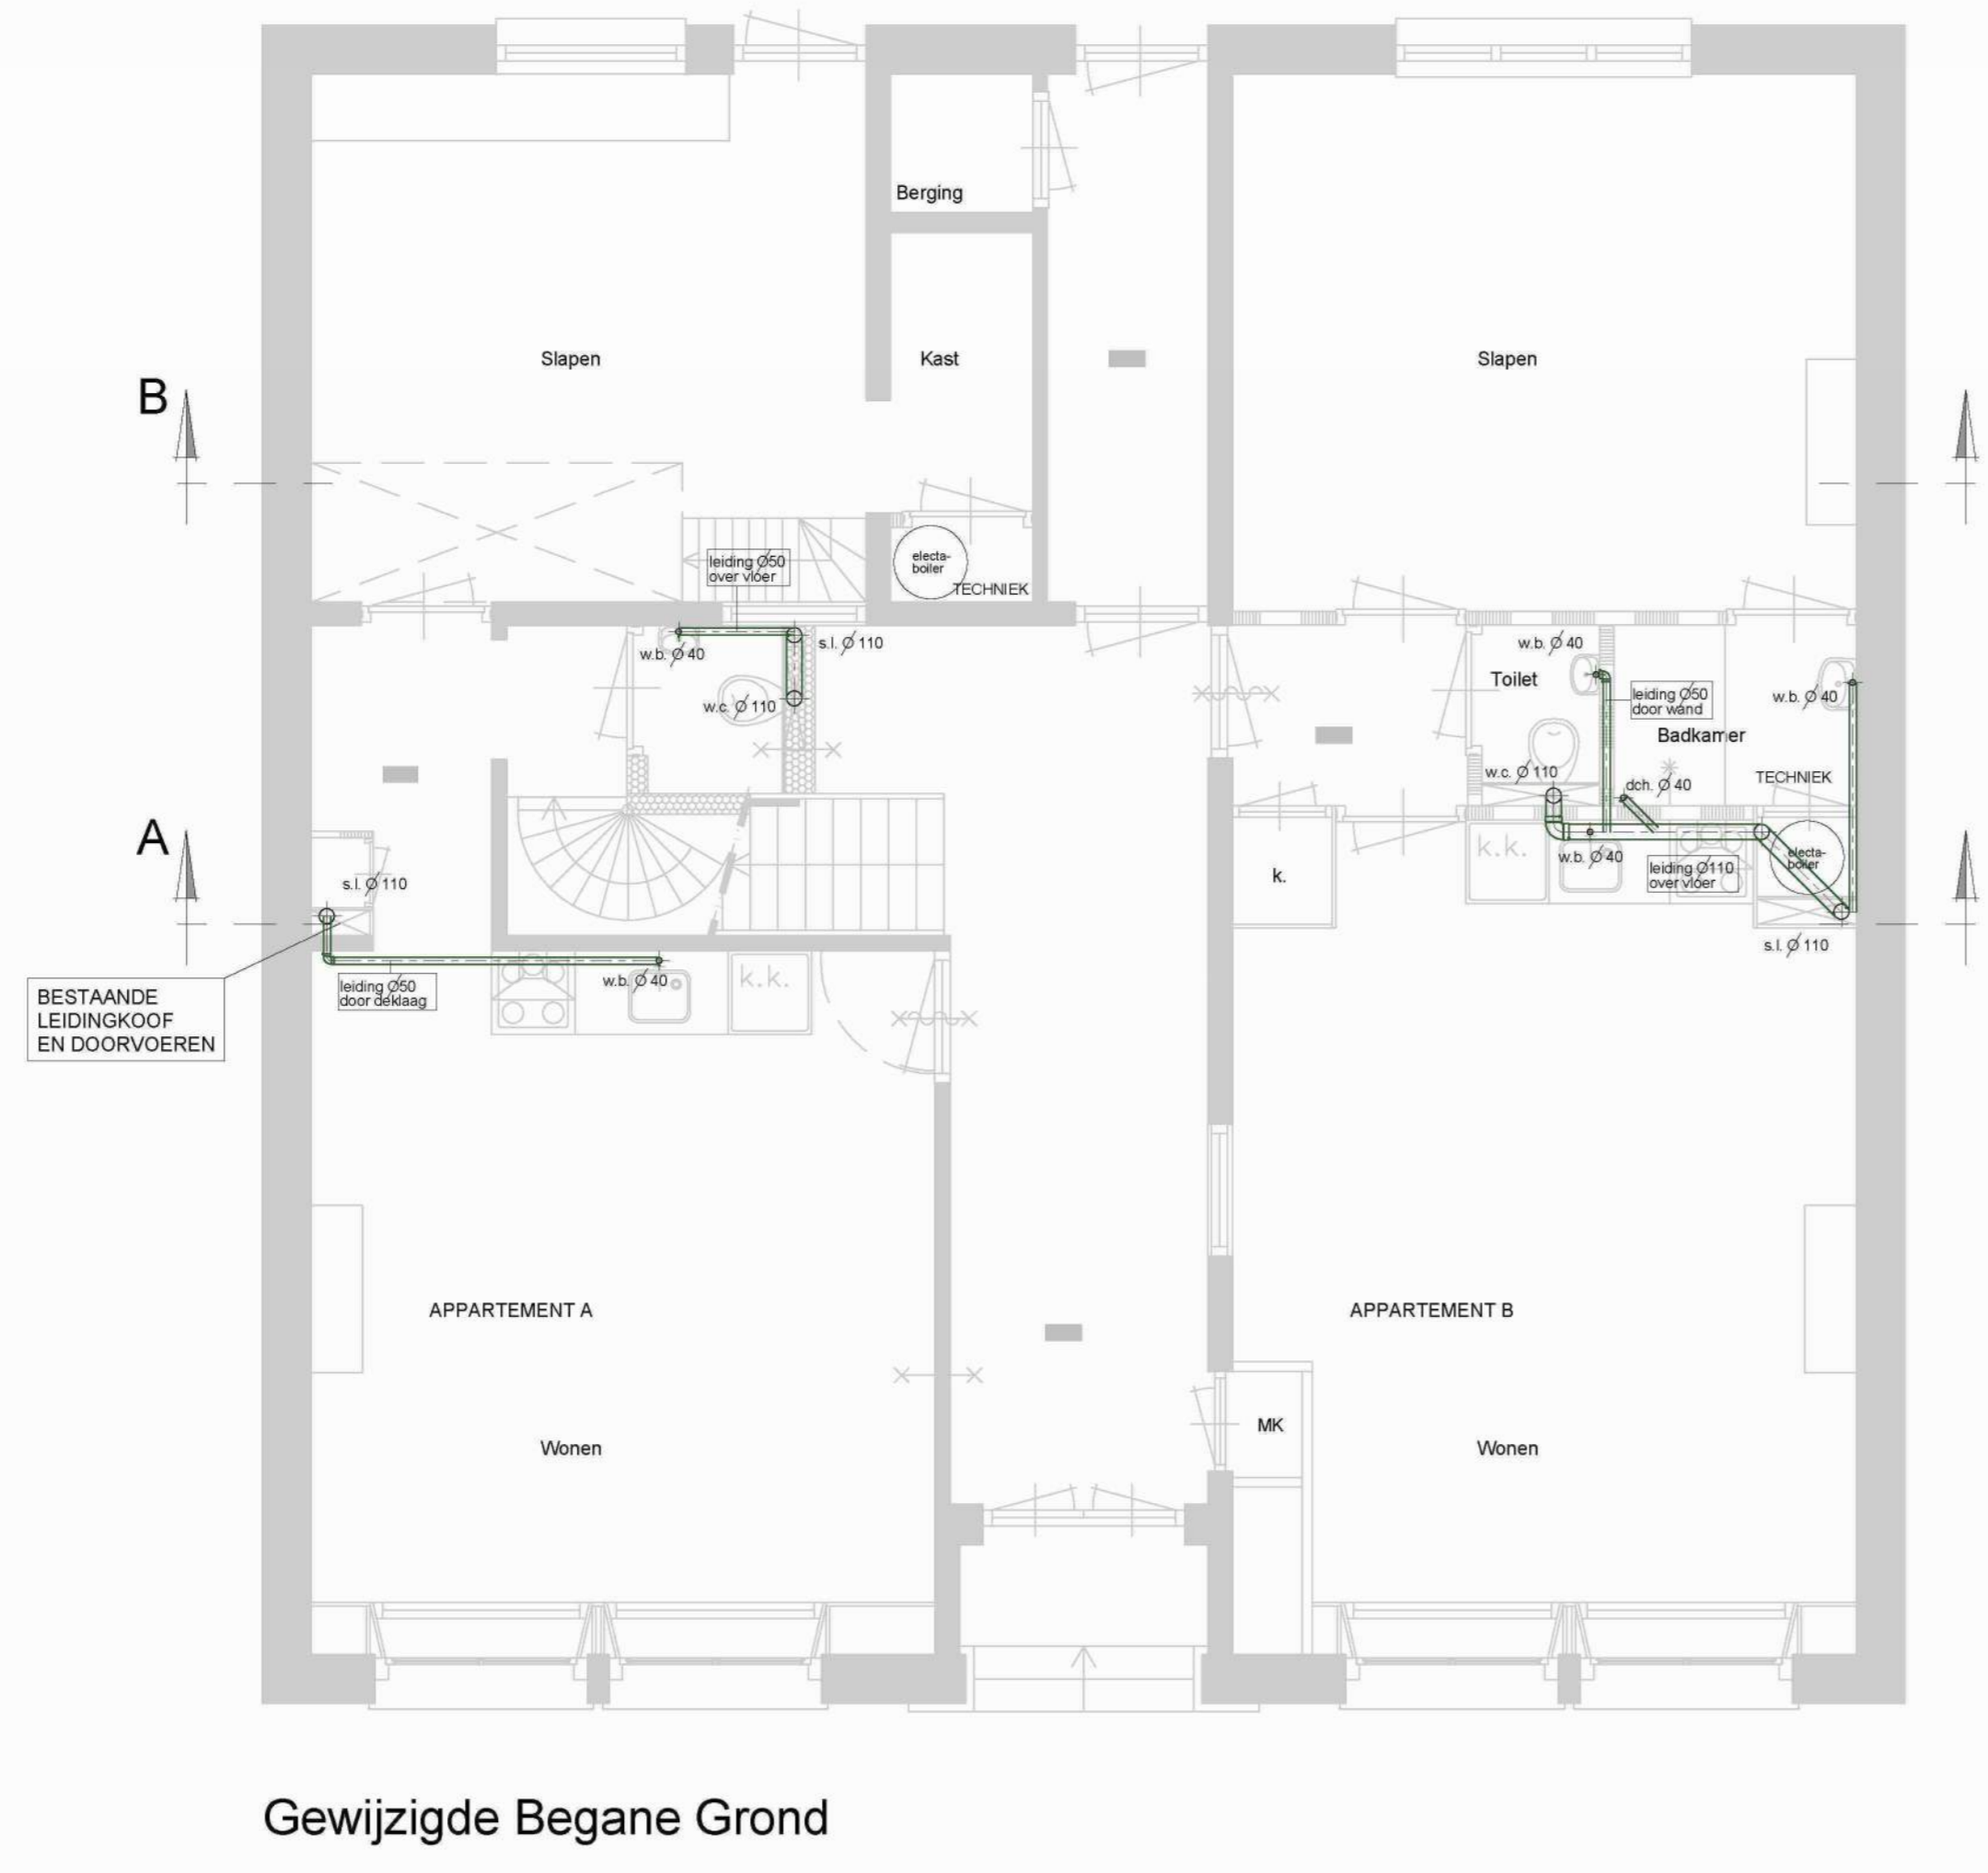 Berging
Slapen
Kast
Slapen
B
leiding Ø50
over vloer
electa-
boiler
TECHNIEK
w.b. Ø 40
s.l. Ø 110
w.c. Ø 110
w.b. Ø 40
Toilet
leiding Ø50
door wand
w.b. Ø 40
Badkamer
w.c. Ø 110
dch. Ø 40
TECHNIEK
A
k.k.
w.b. Ø 40
leiding Ø110
over vloer
electa-
boiler
k.
s.l. Ø 110
s.l. Ø 110
w.b. Ø 40
k.k.
leiding Ø50
door deklaag
BESTAANDE
LEIDINGKOOF
EN DOORVOEREN
APPARTEMENT A
APPARTEMENT B
MK
Wonen
Wonen
Gewijzigde Begane Grond